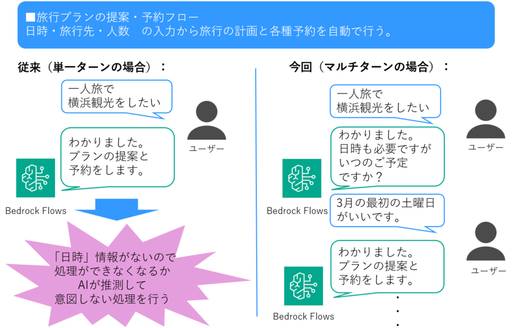 ■旅行プランの提案・予約フロー
日時・旅行先・人数　の入力から旅行の計画と各種予約を自動で行う。
従来（単一ターンの場合）：
一人旅で
横浜観光をしたい
ユーザー
わかりました。
プランの提案と
予約をします。
Bedrock Flows
「日時」情報がないので
処理ができなくなるか
AIが推測して
意図しない処理を行う
今回（マルチターンの場合）：
一人旅で
横浜観光をしたい
ユーザー
わかりました。
日時も必要ですが
いつのご予定
ですか？
Bedrock Flows
3月の最初の土曜日
がいいです。
ユーザー
わかりました。
プランの提案と
予約をします。
Bedrock Flows
・
・
・